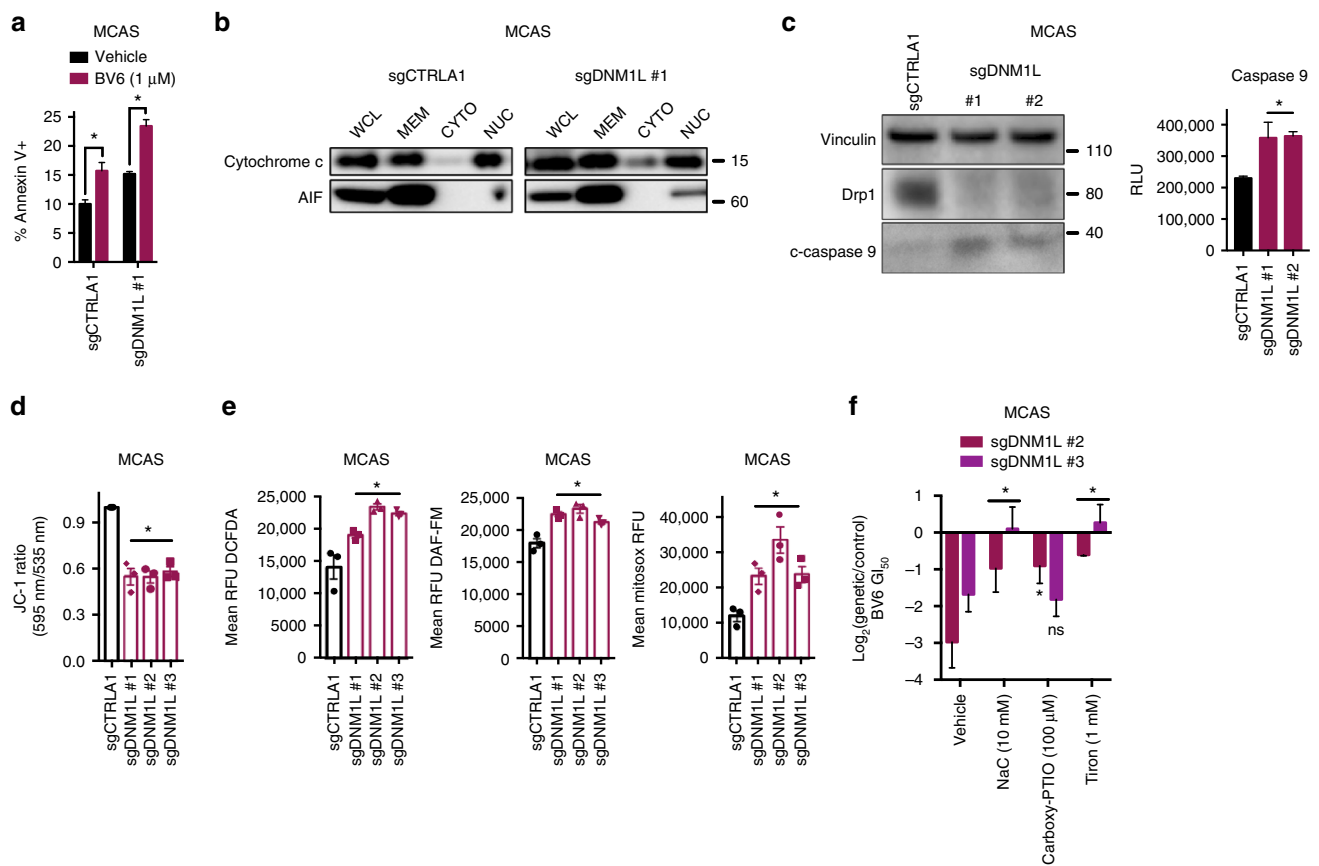 a
MCAS
Vehicle
BV6 (1 μM)
% Annexin V+
25
20
15
10
5
0
*
*
sgCTRLA1
sgDNM1L #1
b
MCAS
sgCTRLA1
sgDNM1L #1
WCL
MEM
CYTO
NUC
WCL
MEM
CYTO
NUC
Cytochrome c
15
AIF
60
c
MCAS
sgCTRLA1
sgDNM1L
#1
#2
Vinculin
110
Drp1
80
c-caspase 9
40
Caspase 9
*
RLU
400,000
300,000
200,000
100,000
0
sgCTRLA1
sgDNM1L #1
sgDNM1L #2
d
MCAS
JC-1 ratio
(595 nm/535 nm)
0.9
0.6
0.3
0.0
*
sgCTRLA1
sgDNM1L #1
sgDNM1L #2
sgDNM1L #3
e
MCAS
Mean RFU DCFDA
25,000
20,000
15,000
10,000
5000
0
*
sgCTRLA1
sgDNM1L #1
sgDNM1L #2
sgDNM1L #3
MCAS
Mean RFU DAF-FM
25,000
20,000
15,000
10,000
5000
0
*
sgCTRLA1
sgDNM1L #1
sgDNM1L #2
sgDNM1L #3
MCAS
Mean mitosox RFU
40,000
30,000
20,000
10,000
0
*
sgCTRLA1
sgDNM1L #1
sgDNM1L #2
sgDNM1L #3
f
MCAS
sgDNM1L #2
sgDNM1L #3
Log2(genetic/control)
BV6 GI50
1
0
–1
–2
–3
–4
*
*
*
ns
Vehicle
NaC (10 mM)
Carboxy-PTIO (100 μM)
Tiron (1 mM)